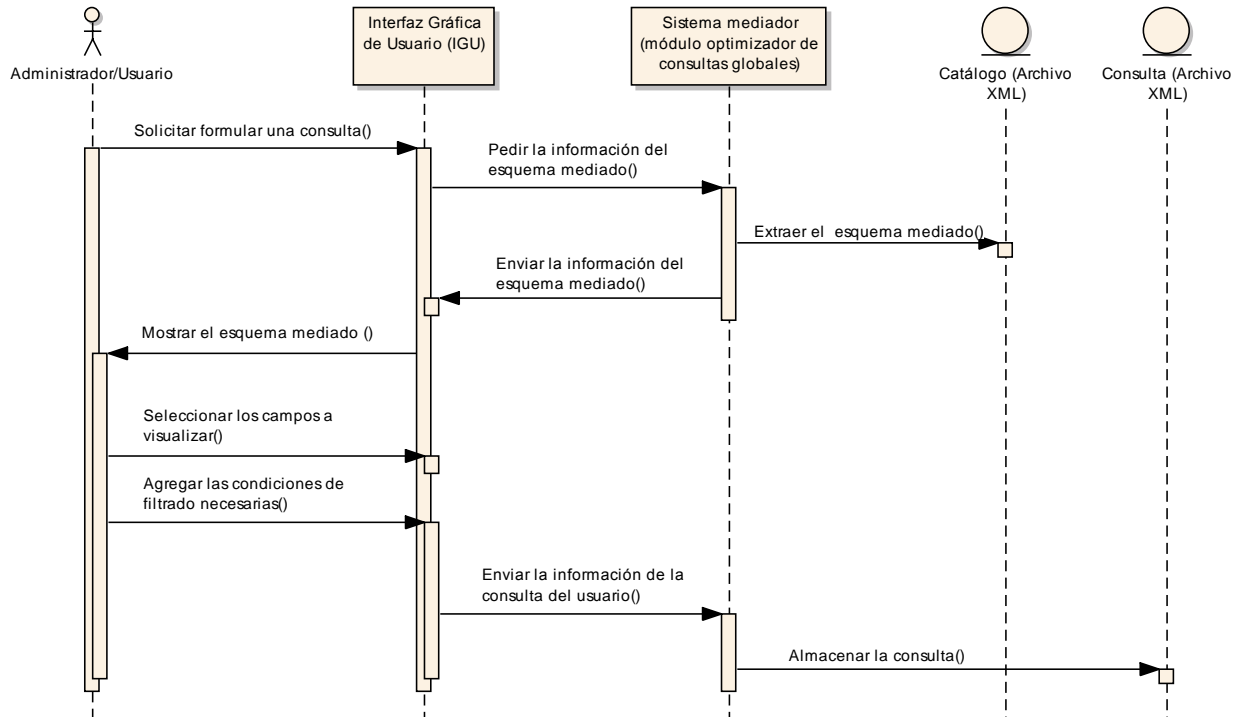 Interfaz Gráfica
de Usuario (IGU)
Sistema mediador
(módulo optimizador de
consultas globales)
Administrador/Usuario
Catálogo (Archivo
XML)
Consulta (Archivo
XML)
Solicitar formular una consulta()
Pedir la información del
esquema mediado()
Extraer el esquema mediado()
Enviar la información del
esquema mediado()
Mostrar el esquema mediado ()
Seleccionar los campos a
visualizar()
Agregar las condiciones de
filtrado necesarias()
Enviar la información de la
consulta del usuario()
Almacenar la consulta()